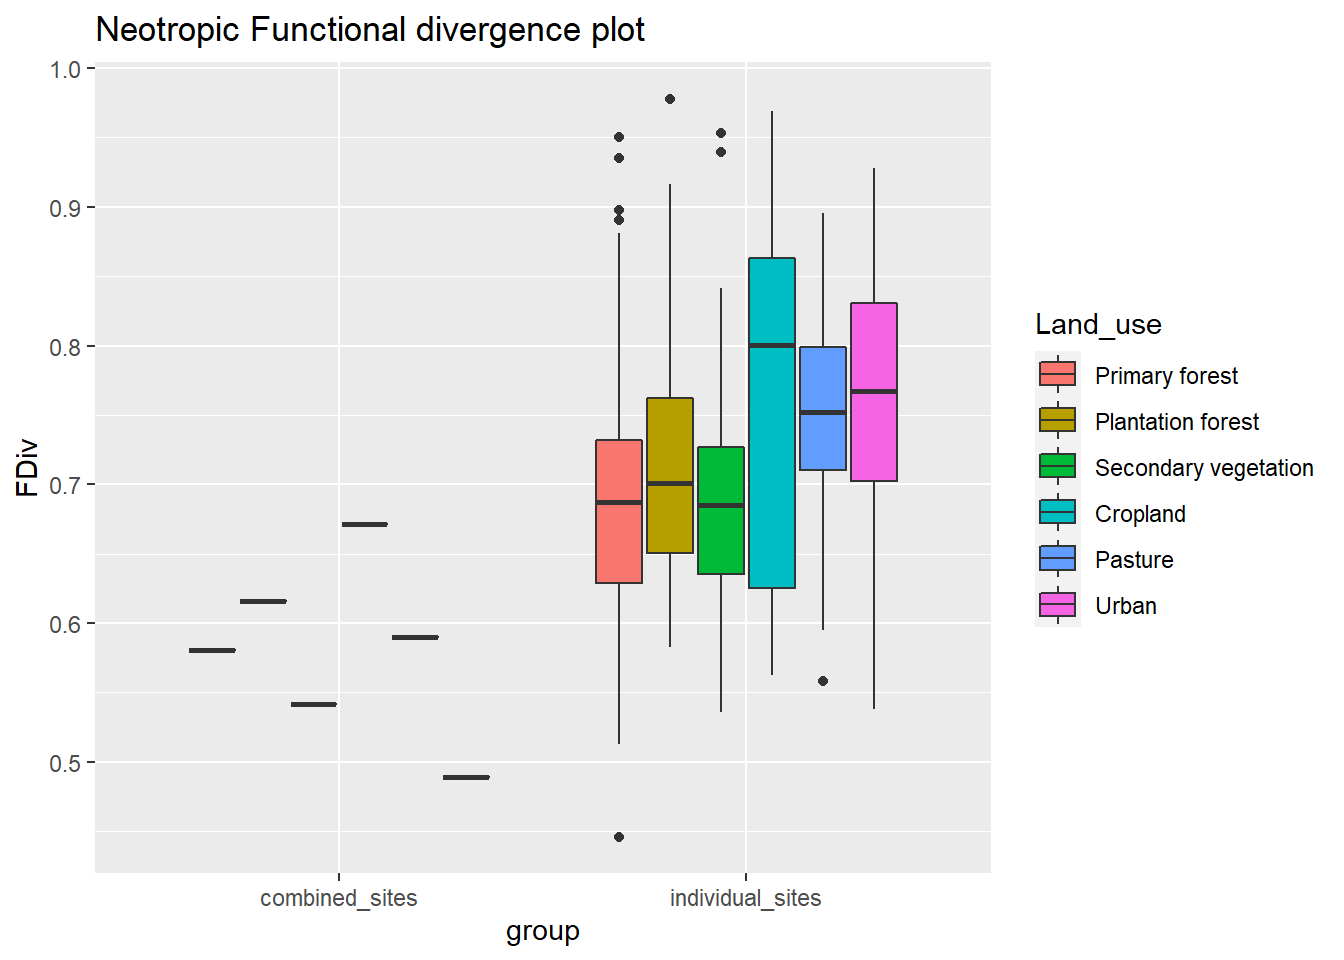 Neotropic Functional divergence plot
1.0
0.9
0.8
0.7
0.6
0.5
FDiv
combined_sites
individual_sites
group
Land_use
Primary forest
Plantation forest
Secondary vegetation
Cropland
Pasture
Urban